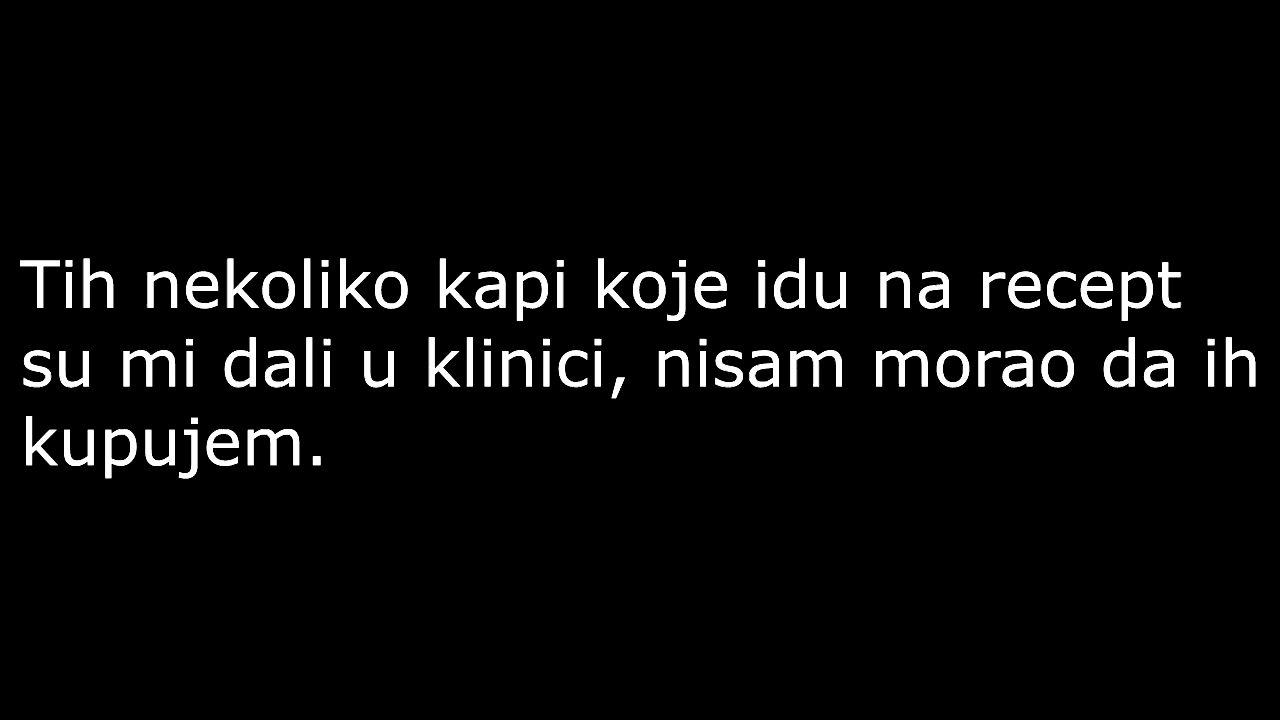 Tih nekoliko kapi koje idu na recept
su mi dali u klinici, nisam morao da ih
kupujem.